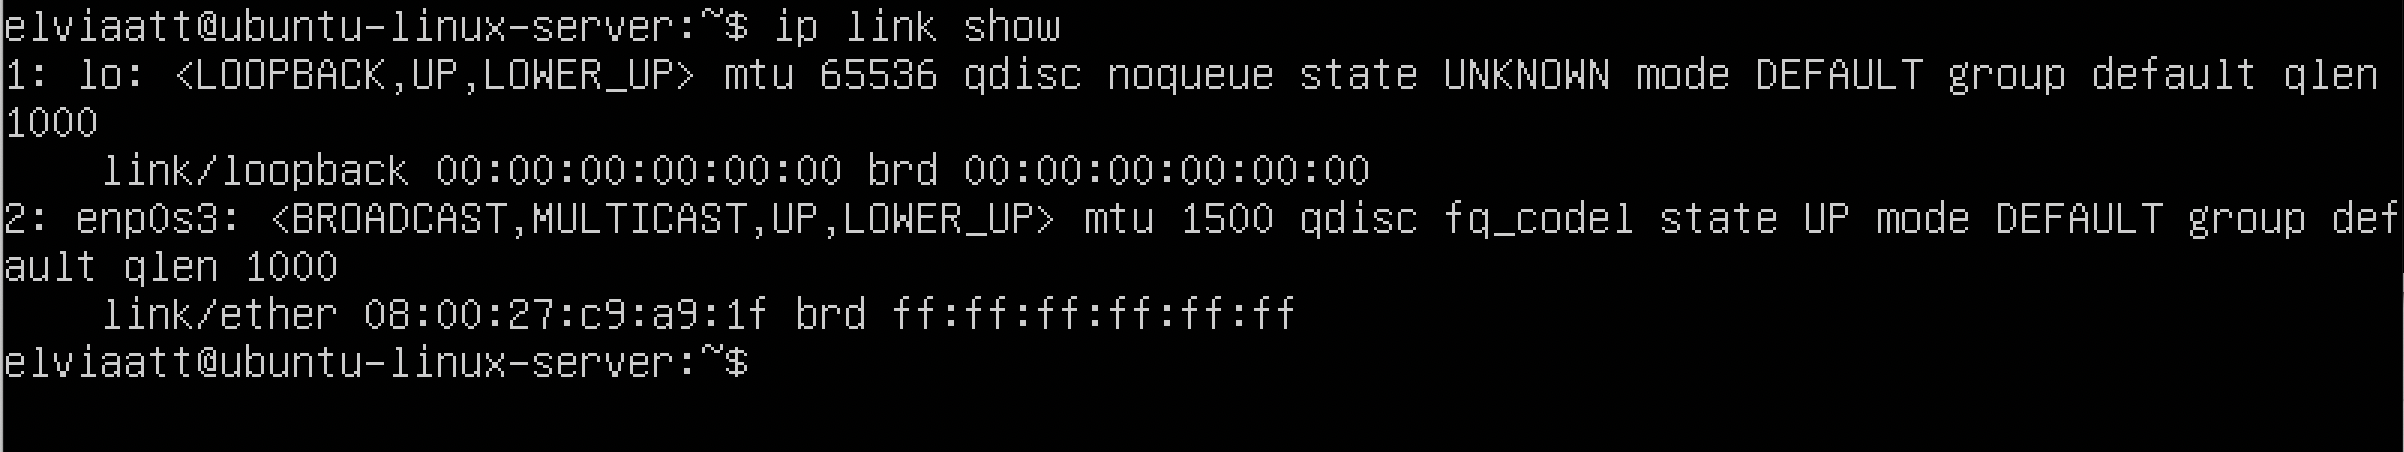 elviaatt@ubuntu-linux-server:~$ ip link show
1: lo: <LOOPBACK,UP,LOWER_UP> mtu 65536 qdisc noqueue state UNKNOWN mode DEFAULT group default qlen
1000
    link/loopback 00:00:00:00:00:00 brd 00:00:00:00:00:00
2: enp0s3: <BROADCAST,MULTICAST,UP,LOWER_UP> mtu 1500 qdisc fq_codel state UP mode DEFAULT group def
ault qlen 1000
    link/ether 08:00:27:c9:a9:1f brd ff:ff:ff:ff:ff:ff
elviaatt@ubuntu-linux-server:~$